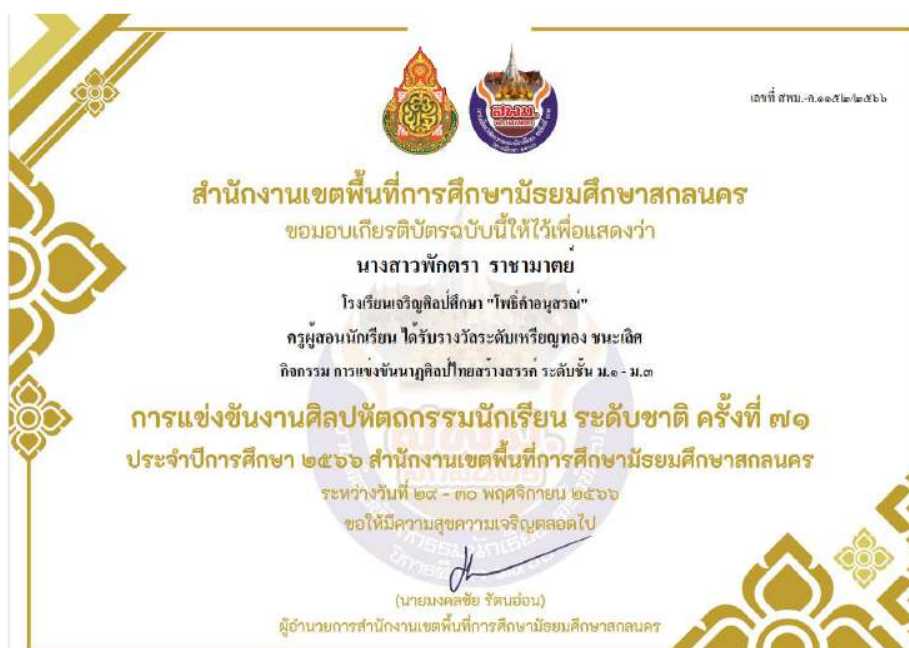 เลขที่ สพม.-ก.๑๑๕๒/๒๕๖๖
สพม.
สำนักงานเขตพื้นที่การศึกษามัธยมศึกษาสกลนคร
ขอมอบเกียรติบัตรฉบับนี้ให้ไว้เพื่อแสดงว่า
นางสาวพักตรา ราชามาตย์
โรงเรียนเจริญศิลป์ศึกษา "โพธิ์คำอนุสรณ์"
ครูผู้สอนนักเรียน ได้รับรางวัลระดับเหรียญทอง ชนะเลิศ
กิจกรรม การแข่งขันนาฏศิลป์ไทยสร้างสรรค์ ระดับชั้น ม.๑ - ม.๓
การแข่งขันงานศิลปหัตถกรรมนักเรียน ระดับชาติ ครั้งที่ ๗๑
ประจำปีการศึกษา ๒๕๖๖ สำนักงานเขตพื้นที่การศึกษามัธยมศึกษาสกลนคร
ระหว่างวันที่ ๒๙ - ๓๐ พฤศจิกายน ๒๕๖๖
ขอให้มีความสุขความเจริญตลอดไป
(นายมงคลชัย รัตนอ่อน)
ผู้อำนวยการสำนักงานเขตพื้นที่การศึกษามัธยมศึกษาสกลนคร